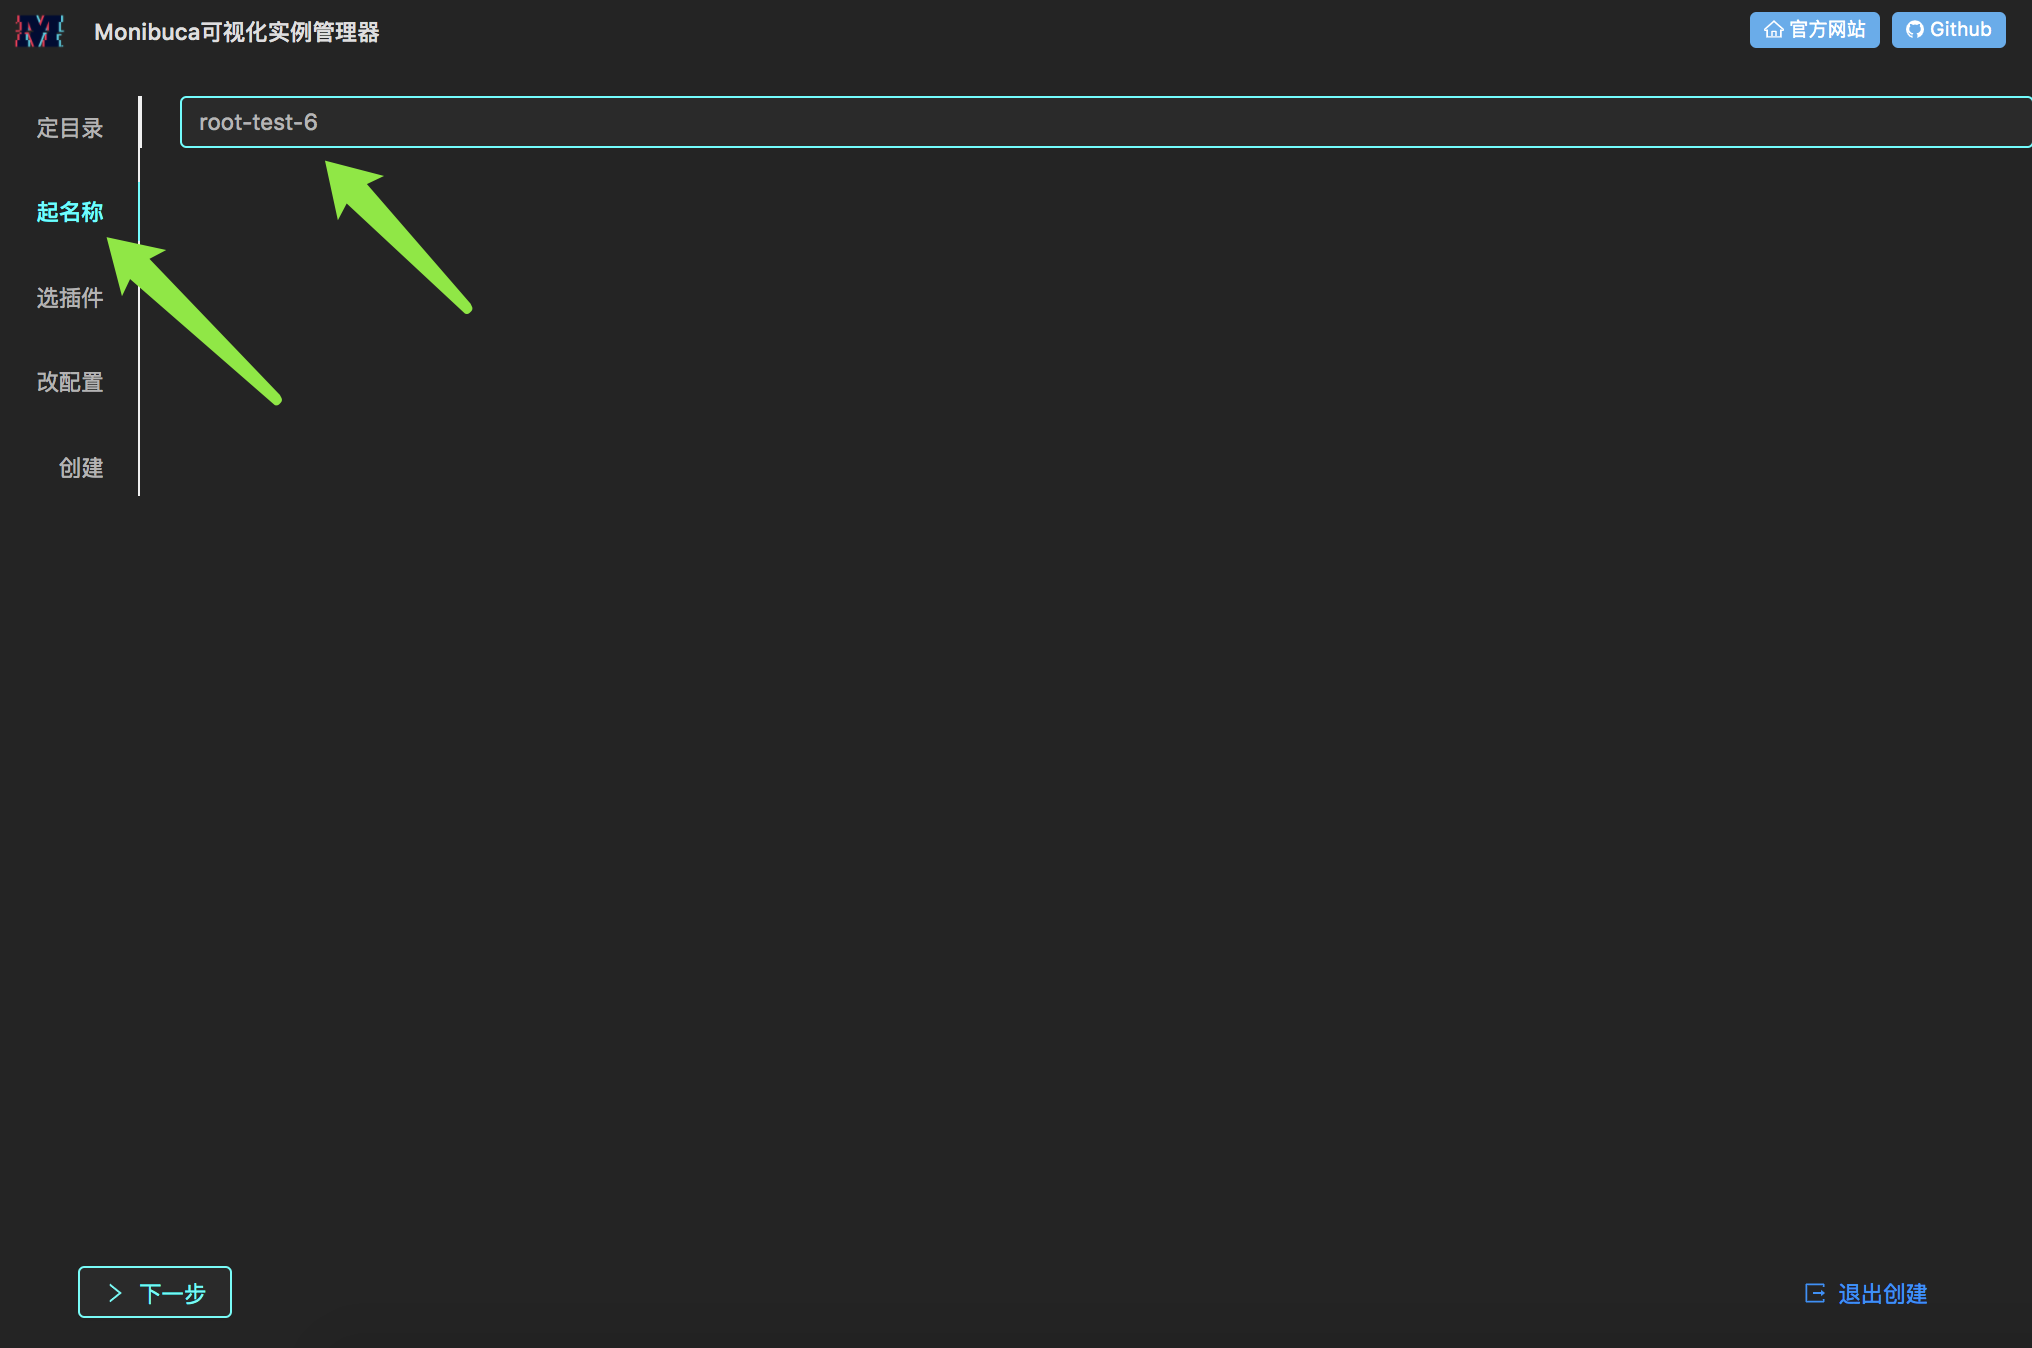 Monibuca可视化实例管理器
官方网站
Github
定目录
root-test-6
起名称
选插件
改配置
创建
下一步
退出创建